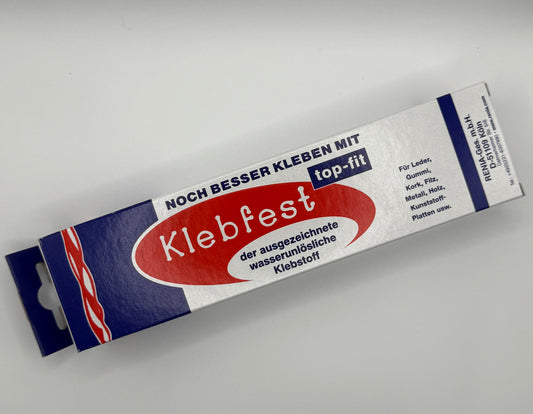 NOCH BESSER KLEBEN MIT
top-fit
Klebfest
der ausgezeichnete
wasserunlösliche
Klebstoff
Für Leder,
Gummi,
Kork, Filz,
Metall, Holz,
Kunststoff-
Platten usw.
RENIA-Ges. m.b.H.
D-51109 Köln